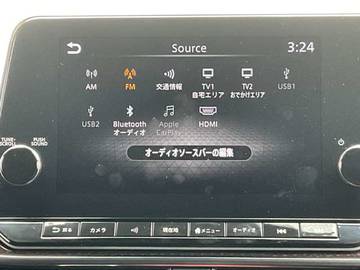 Source
3:24
AM
FM
交通情報
TV1
自宅エリア
TV2
おでかけエリア
USB1
USB2
Bluetooth
オーディオ
Apple
CarPlay
HDMI
TUNE・
SCROLL
PUSH
SOUND
オーディオソースバーの編集
戻る
カメラ
現在地
メニュー
オーディオ